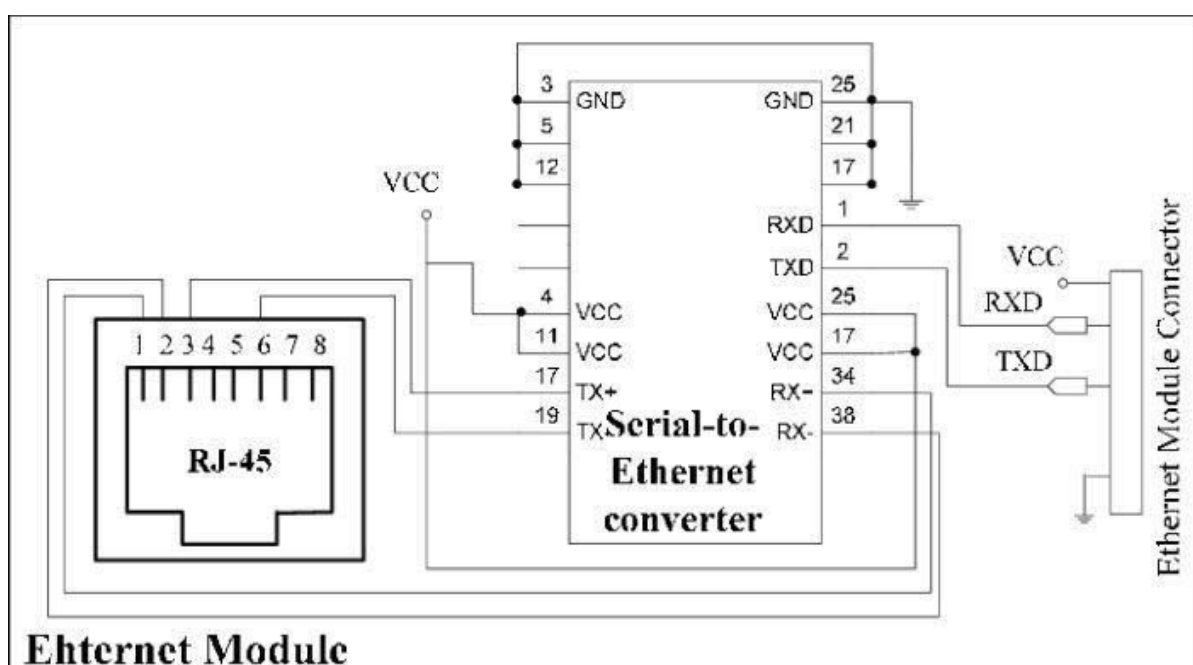 3 GND
5
12
GND 25
21
17
RXD 1
TXD 2
VCC
4 VCC
11 VCC
17 TX+
19 TX
VCC 25
VCC 17
RX- 34
RX- 38
Serial-to-
Ethernet
converter
VCC
RXD
TXD
Ethernet Module Connector
1 2 3 4 5 6 7 8
RJ-45
Ehternet Module